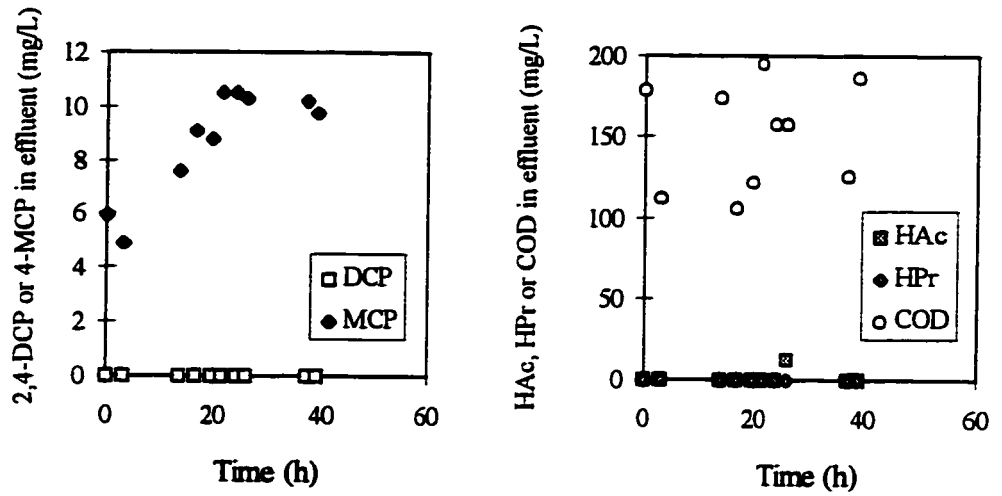 2,4-DCP or 4-MCP in effluent (mg/L)
12
10
8
6
4
2
0
0 20 40 60
Time (h)
DCP
MCP
HAc, HPr or COD in effluent (mg/L)
200
150
100
50
0
0 20 40 60
Time (h)
HAc
HPr
COD